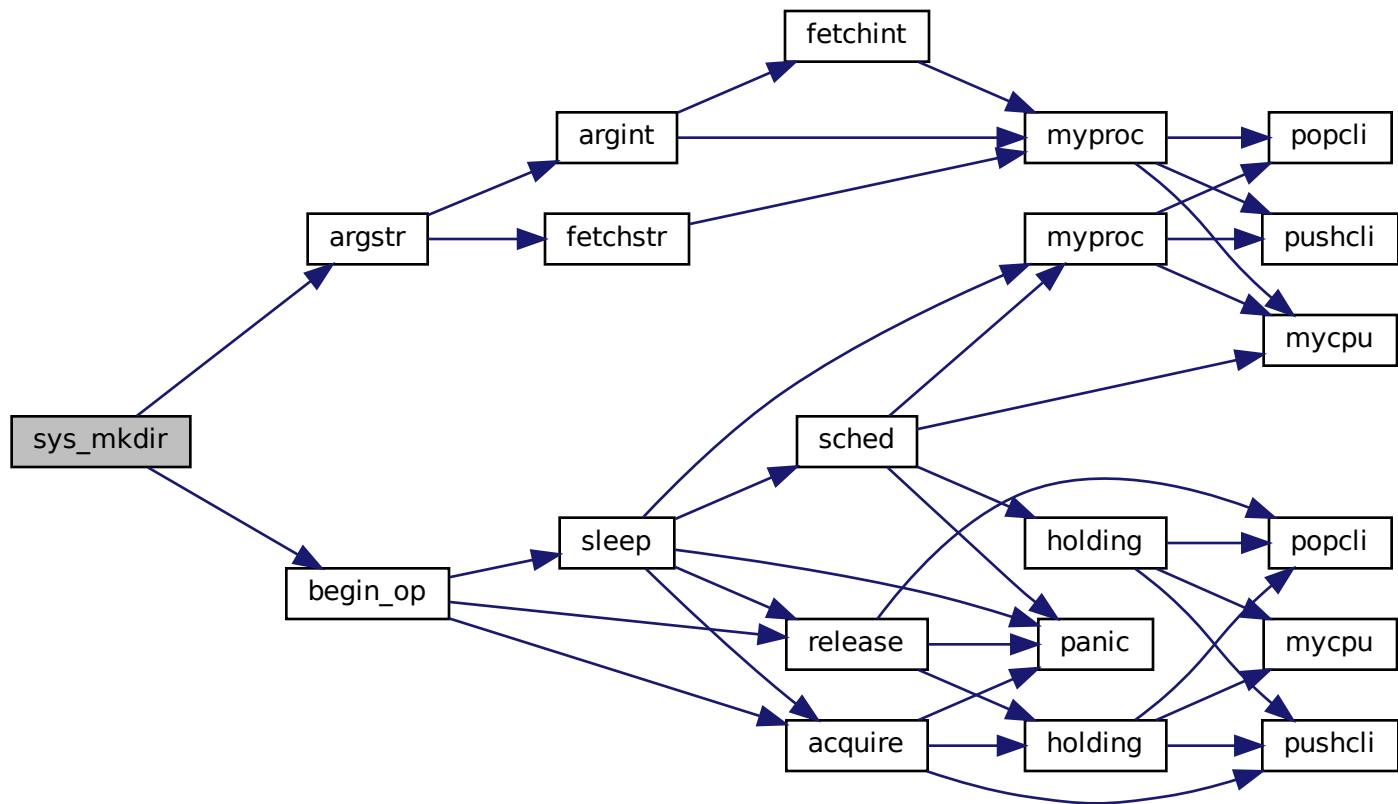 fetchint
argint
myproc
popcli
argstr
fetchstr
myproc
pushcli
mycpu
sys_mkdir
sched
sleep
holding
popcli
begin_op
release
panic
mycpu
acquire
holding
pushcli